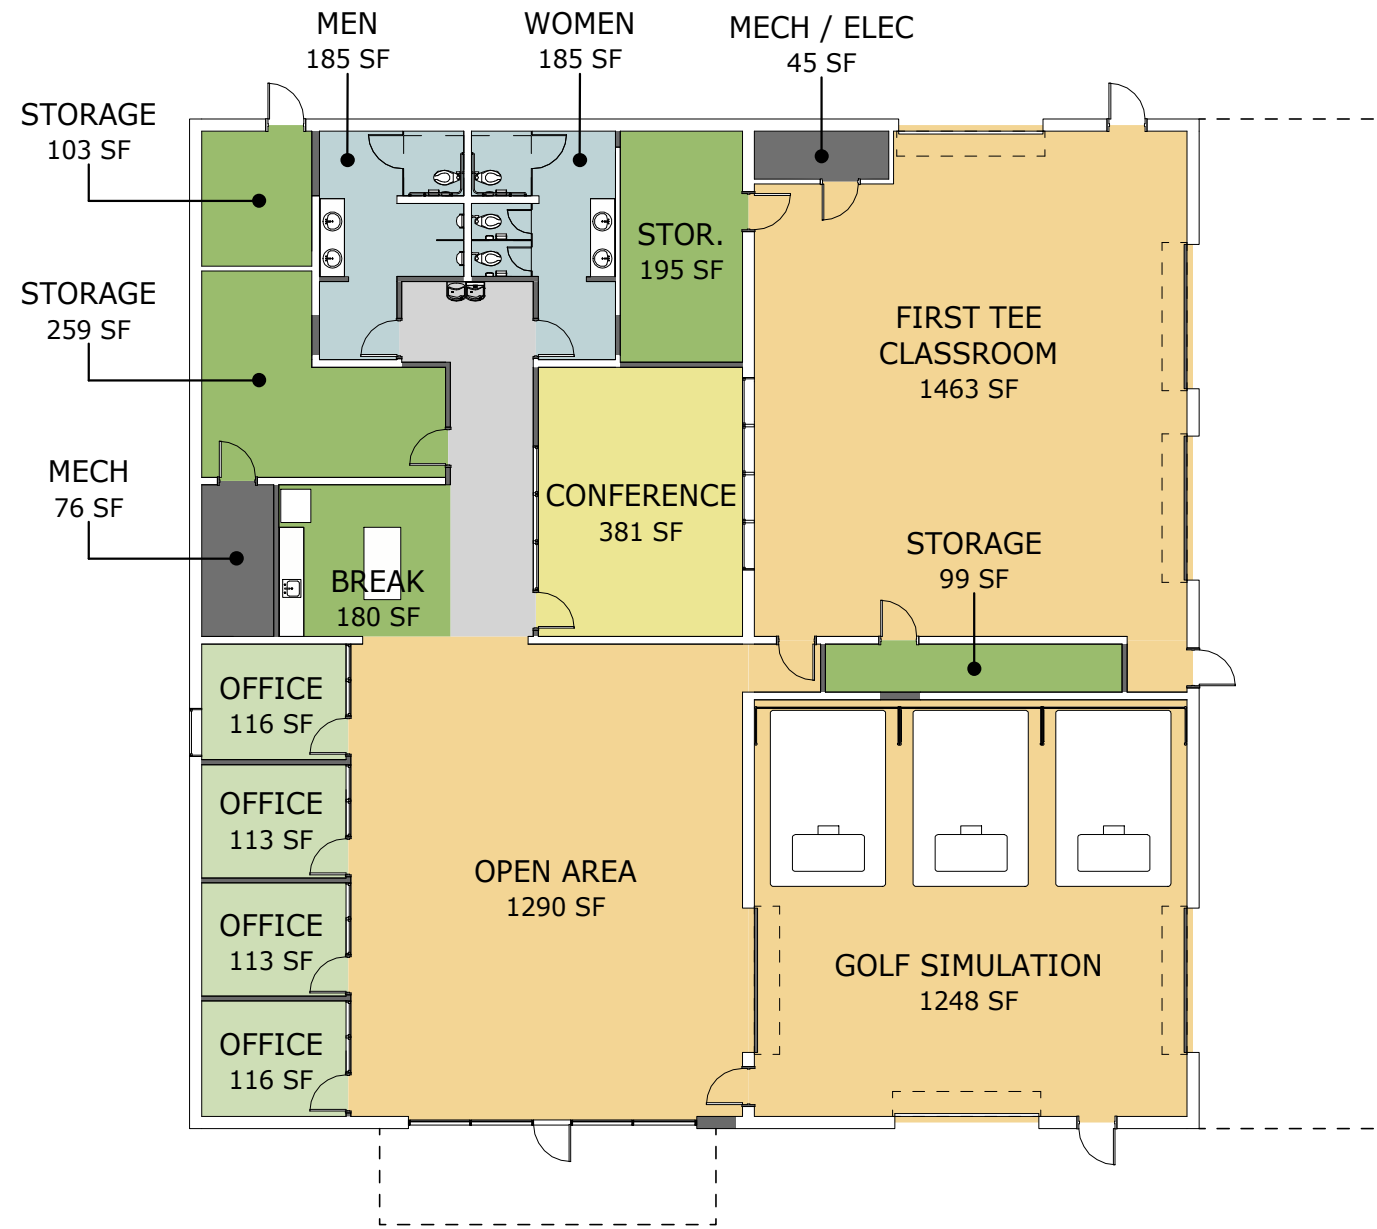 MEN
185 SF
WOMEN
185 SF
MECH / ELEC
45 SF
STORAGE
103 SF
STOR.
195 SF
STORAGE
259 SF
FIRST TEE
CLASSROOM
1463 SF
MECH
76 SF
CONFERENCE
381 SF
STORAGE
99 SF
BREAK
180 SF
OFFICE
116 SF
OFFICE
113 SF
OPEN AREA
1290 SF
OFFICE
113 SF
GOLF SIMULATION
1248 SF
OFFICE
116 SF